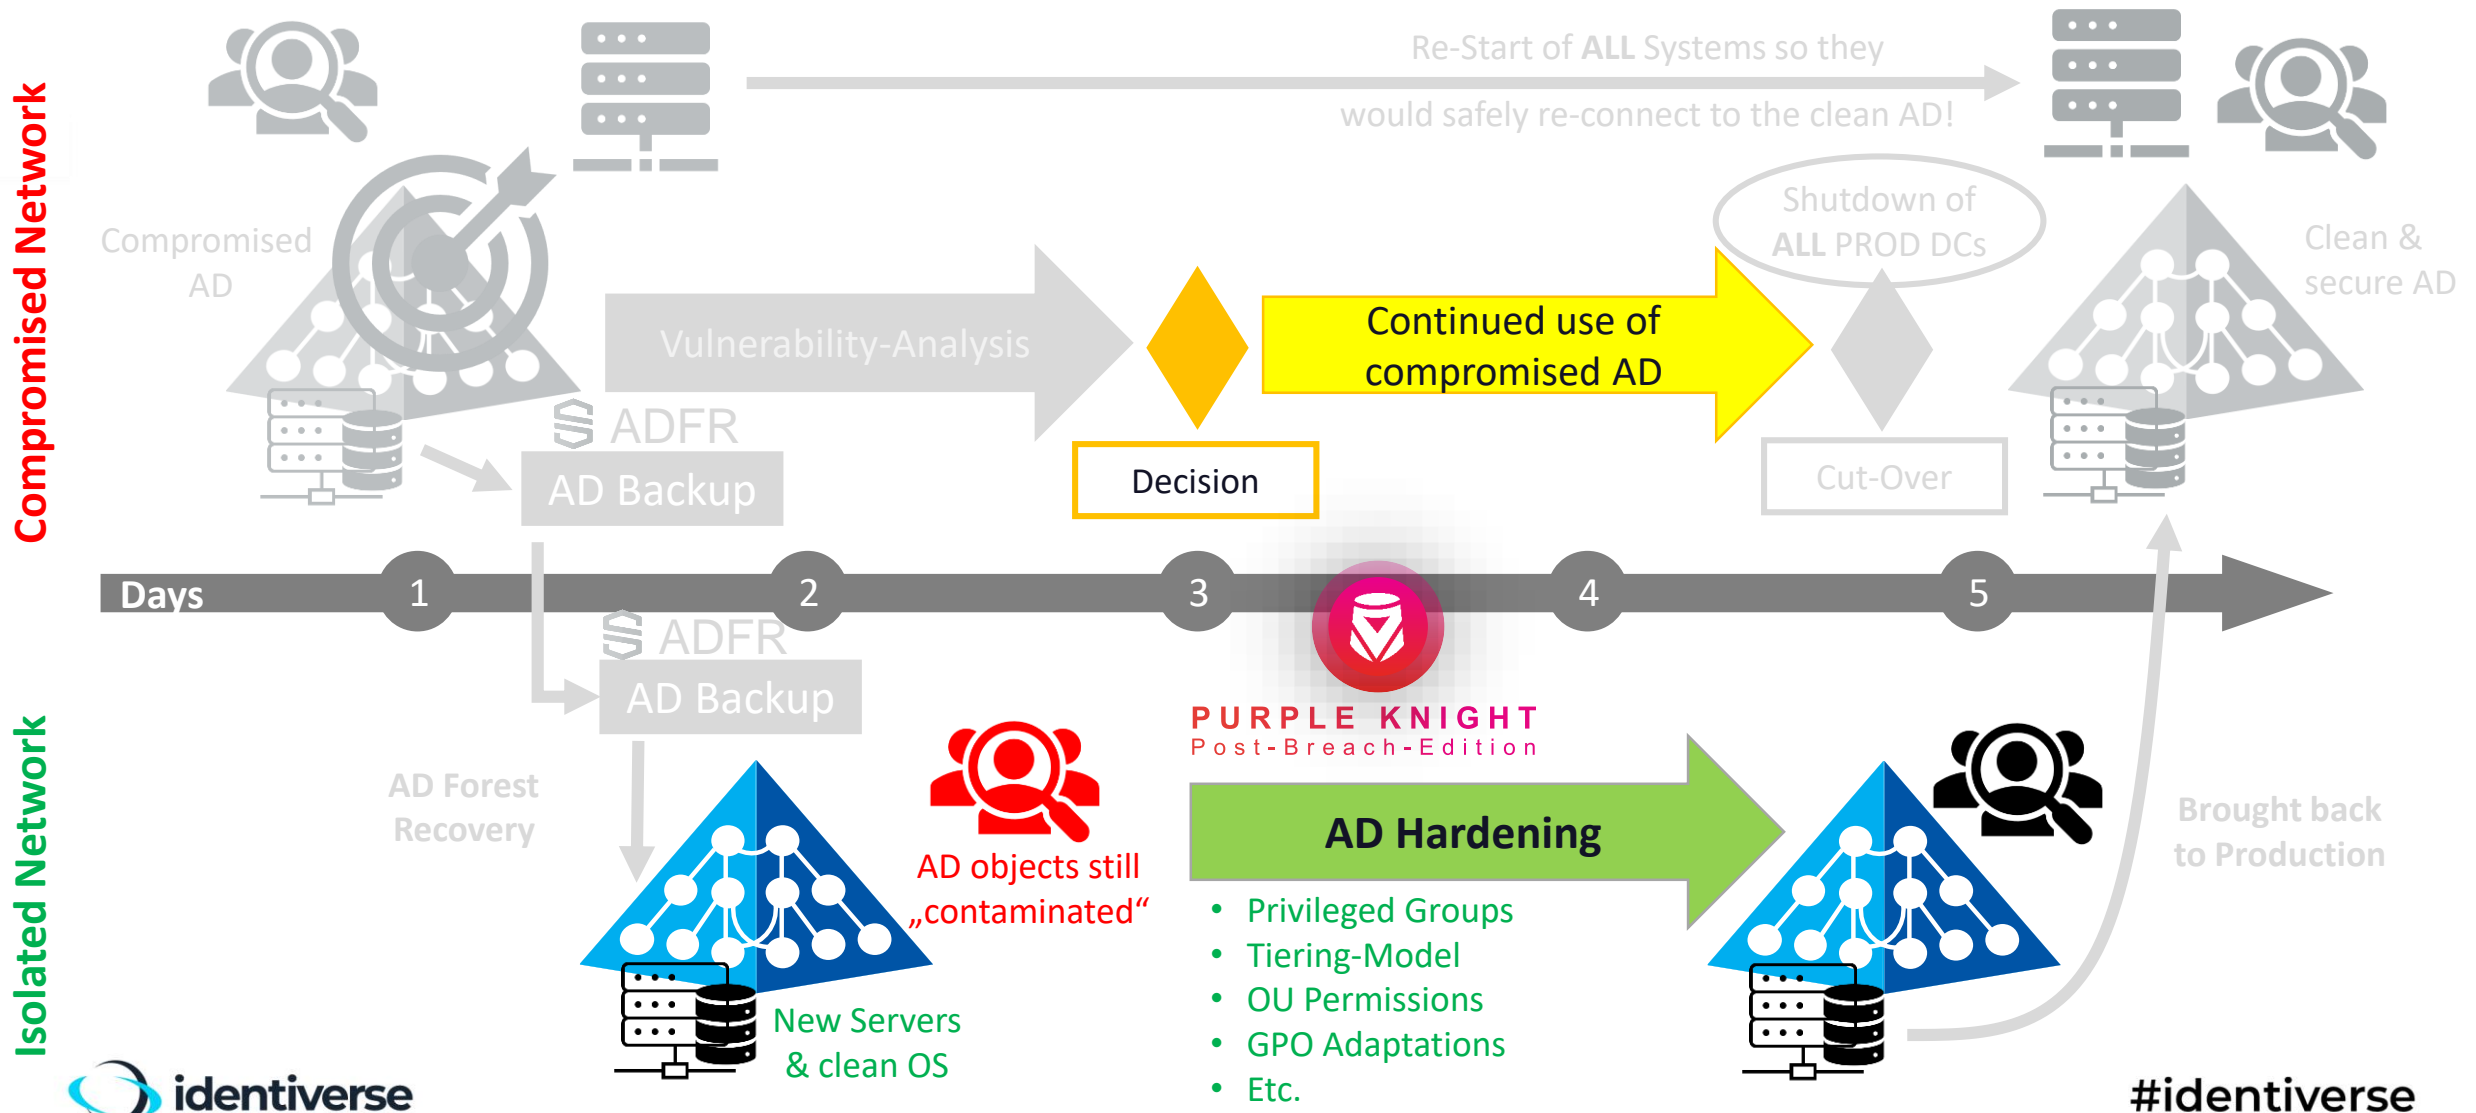 Compromised Network
Re-Start of ALL Systems so they
would safely re-connect to the clean AD!
Compromised
AD
Shutdown of
ALL PROD DCs
Clean &
secure AD
Vulnerability-Analysis
Continued use of
compromised AD
ADFR
AD Backup
Decision
Cut-Over
Days
1
2
3
4
5
ADFR
AD Backup
Isolated Network
AD Forest
Recovery
PURPLE KNIGHT
Post-Breach-Edition
AD objects still
„contaminated“
AD Hardening
Brought back
to Production
• Privileged Groups
• Tiering-Model
• OU Permissions
• GPO Adaptations
• Etc.
New Servers
& clean OS
identiverse
#identiverse